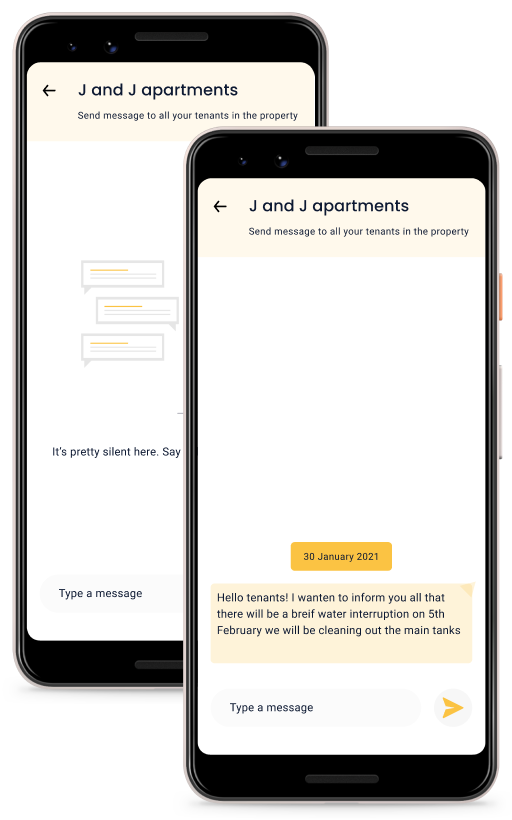 J and J apartments
Send message to all your tenants in the property
It's pretty silent here. Say
Type a message
J and J apartments
Send message to all your tenants in the property
30 January 2021
Hello tenants! I wanten to inform you all that
there will be a breif water interruption on 5th
February we will be cleaning out the main tanks
Type a message